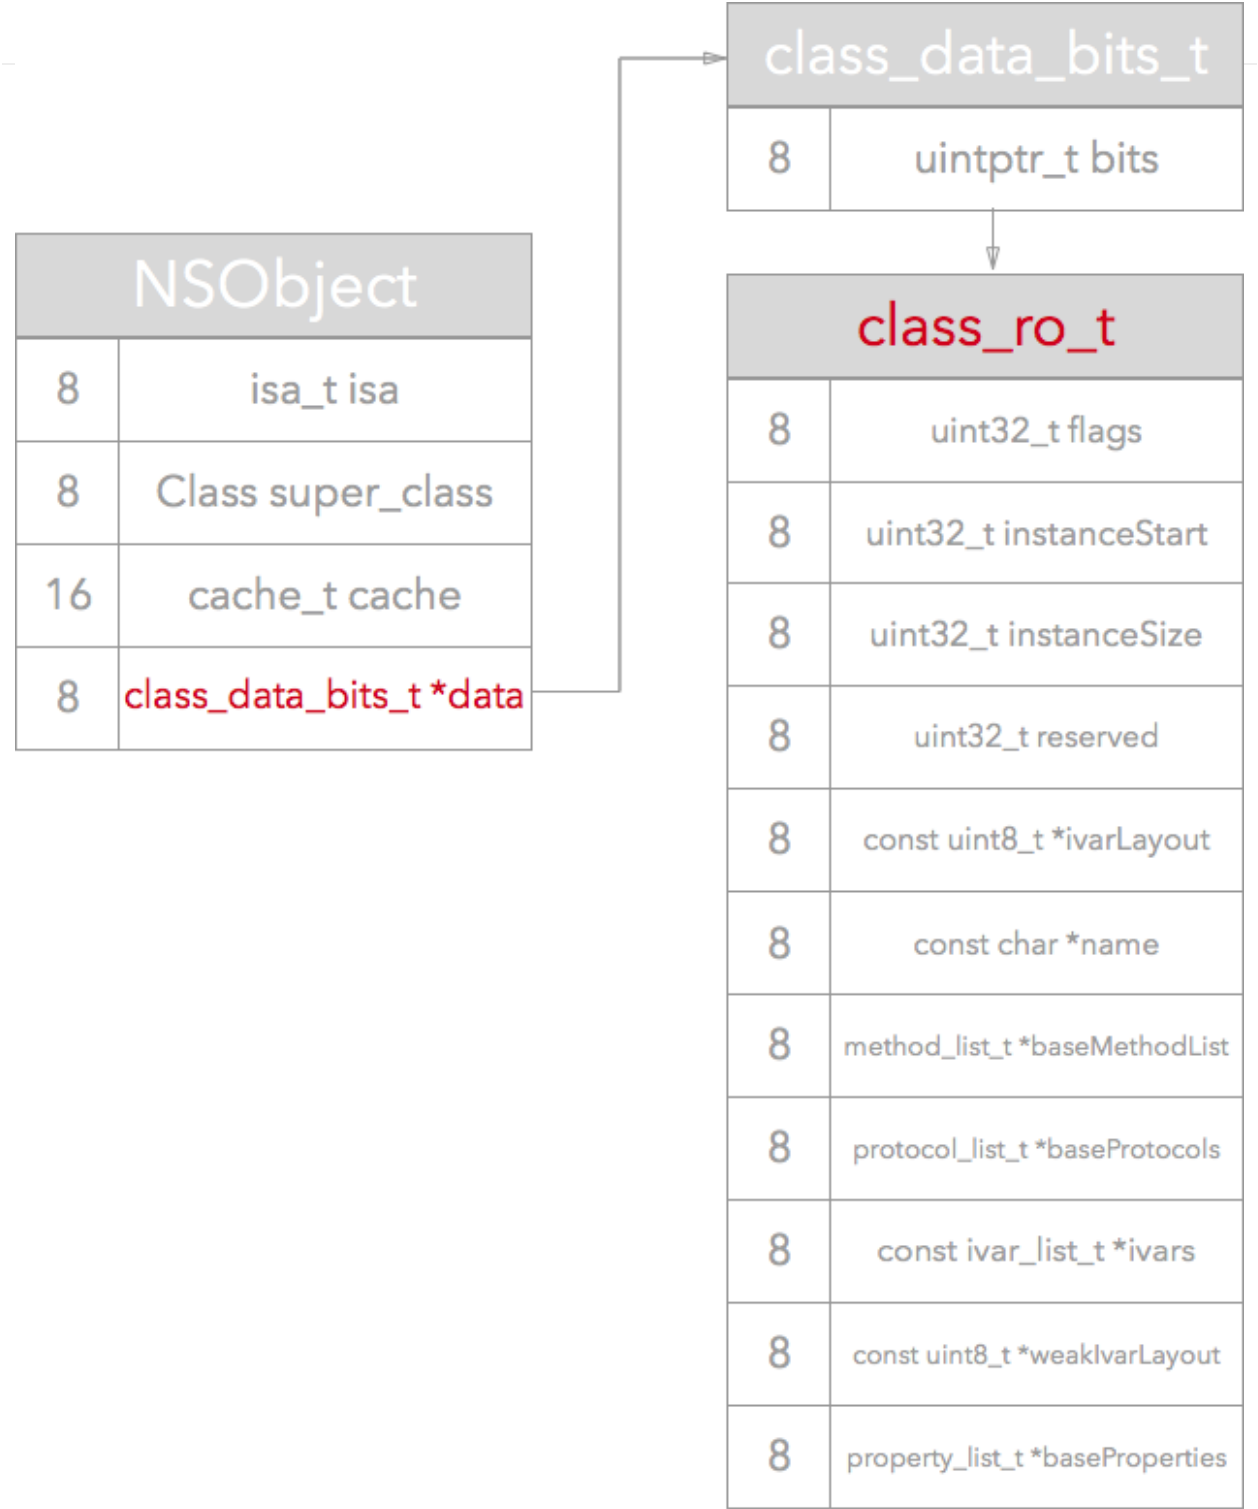 class_data_bits_t
8 uintptr_t bits
NSObject
8 isa_t isa
8 Class super_class
16 cache_t cache
8 class_data_bits_t *data
class_ro_t
8 uint32_t flags
8 uint32_t instanceStart
8 uint32_t instanceSize
8 uint32_t reserved
8 const uint8_t *ivarLayout
8 const char *name
8 method_list_t *baseMethodList
8 protocol_list_t *baseProtocols
8 const ivar_list_t *ivars
8 const uint8_t *weakIvarLayout
8 property_list_t *baseProperties